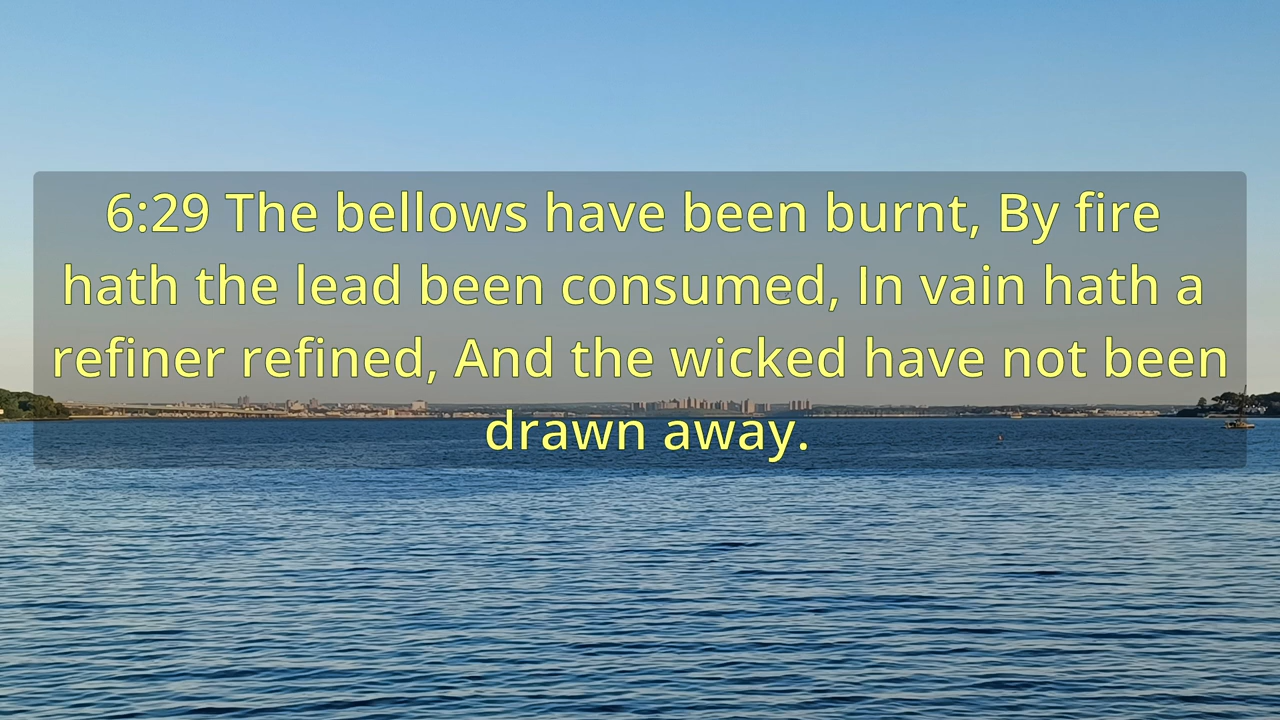 6:29 The bellows have been burnt, By fire
hath the lead been consumed, In vain hath a
refiner refined, And the wicked have not been
drawn away.